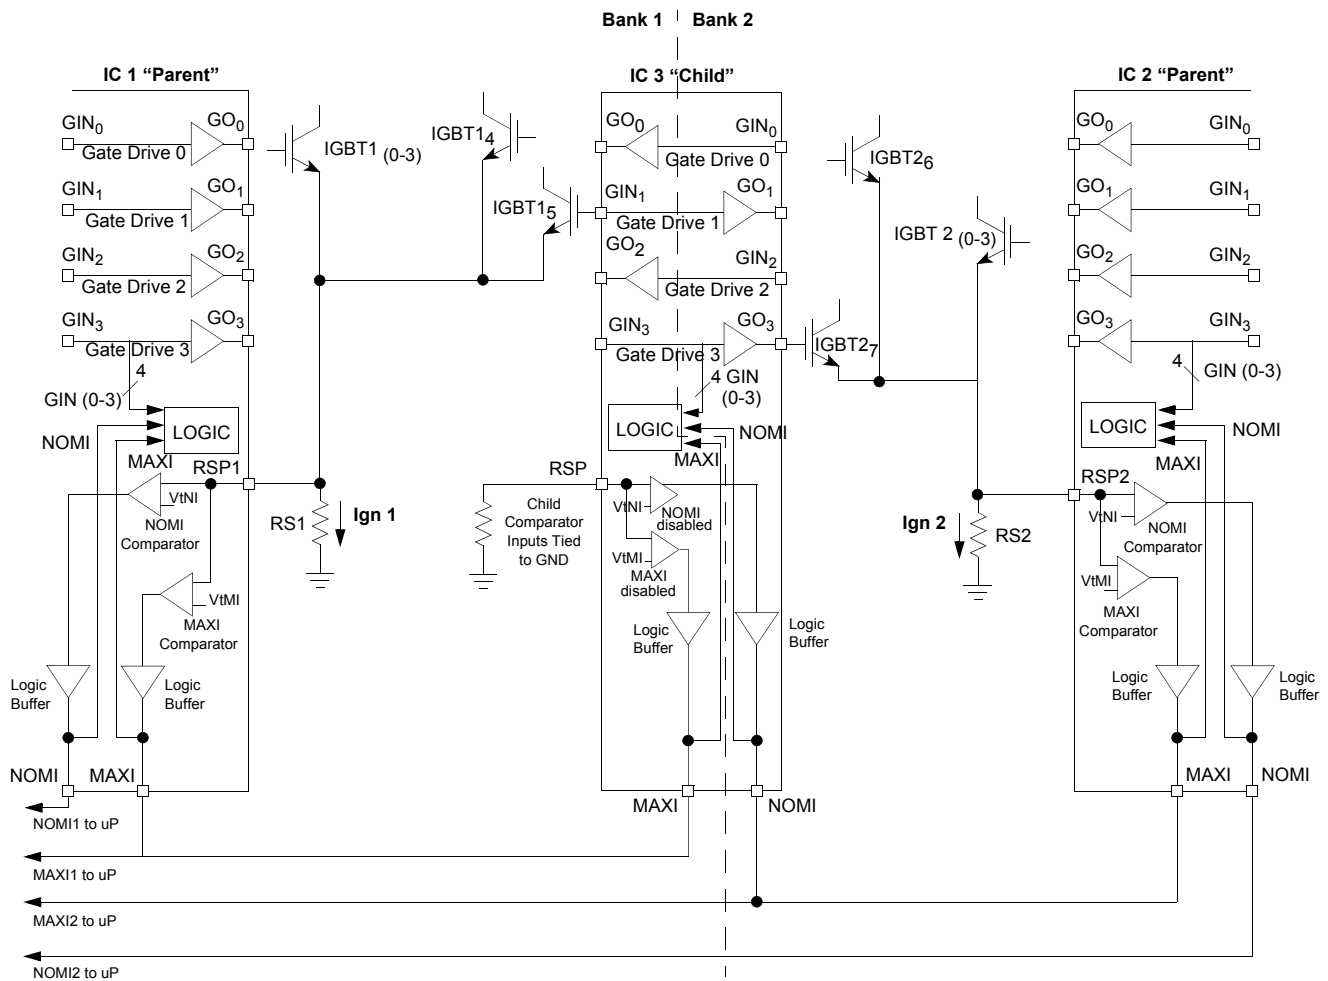 Bank 1 Bank 2
IC 1 “Parent”
IC 3 “Child”
IC 2 “Parent”
GIN0 GO0
Gate Drive 0
GIN1 GO1
Gate Drive 1
GIN2 GO2
Gate Drive 2
GIN3 GO3
Gate Drive 3
4
GIN (0-3)
LOGIC
NOMI
MAXI
RSP1
VtNI
NOMI
Comparator
VtMI
MAXI
Comparator
Logic
Buffer
Logic
Buffer
NOMI MAXI
IGBT1 (0-3)
IGBT14
IGBT15
RS1
Ign 1
GO0 GIN0
Gate Drive 0
GIN1 GO1
Gate Drive 1
GO2 GIN2
Gate Drive 2
GIN3 GO3
Gate Drive 3
4 GIN
(0-3)
LOGIC
NOMI
MAXI
RSP
Child
Comparator
Inputs Tied
to GND
VtNI
NOMI
disabled
VtMI
MAXI
disabled
Logic
Buffer
Logic
Buffer
MAXI NOMI
IGBT26
IGBT 2 (0-3)
IGBT27
Ign 2
RS2
GO0 GIN0
GO1 GIN1
GO2 GIN2
GO3 GIN3
4 GIN (0-3)
LOGIC
NOMI
MAXI
RSP2
VtNI
NOMI
Comparator
VtMI
MAXI
Comparator
Logic
Buffer
Logic
Buffer
MAXI NOMI
NOMI1 to uP
MAXI1 to uP
MAXI2 to uP
NOMI2 to uP